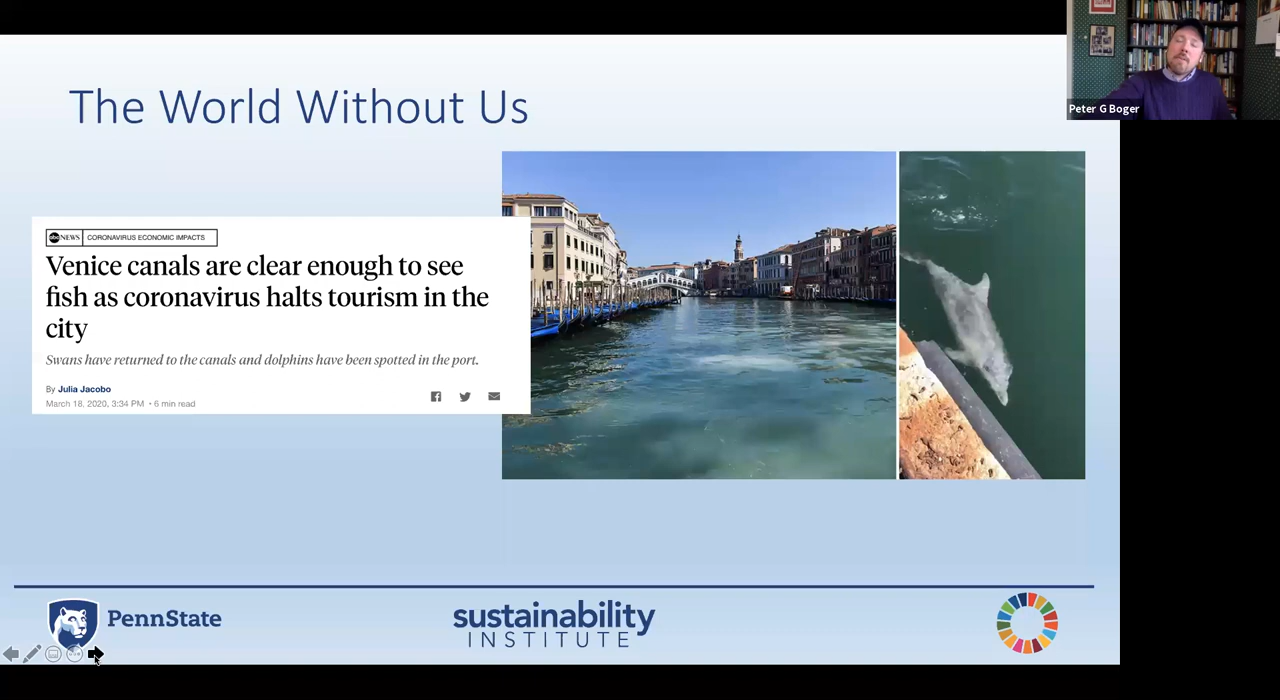 Peter G Boger
The World Without Us
abc NEWS CORONAVIRUS ECONOMIC IMPACTS
Venice canals are clear enough to see
fish as coronavirus halts tourism in the
city
Swans have returned to the canals and dolphins have been spotted in the port.
By Julia Jacobo
March 18, 2020, 3:34 PM • 6 min read
PennState
sustainability
INSTITUTE